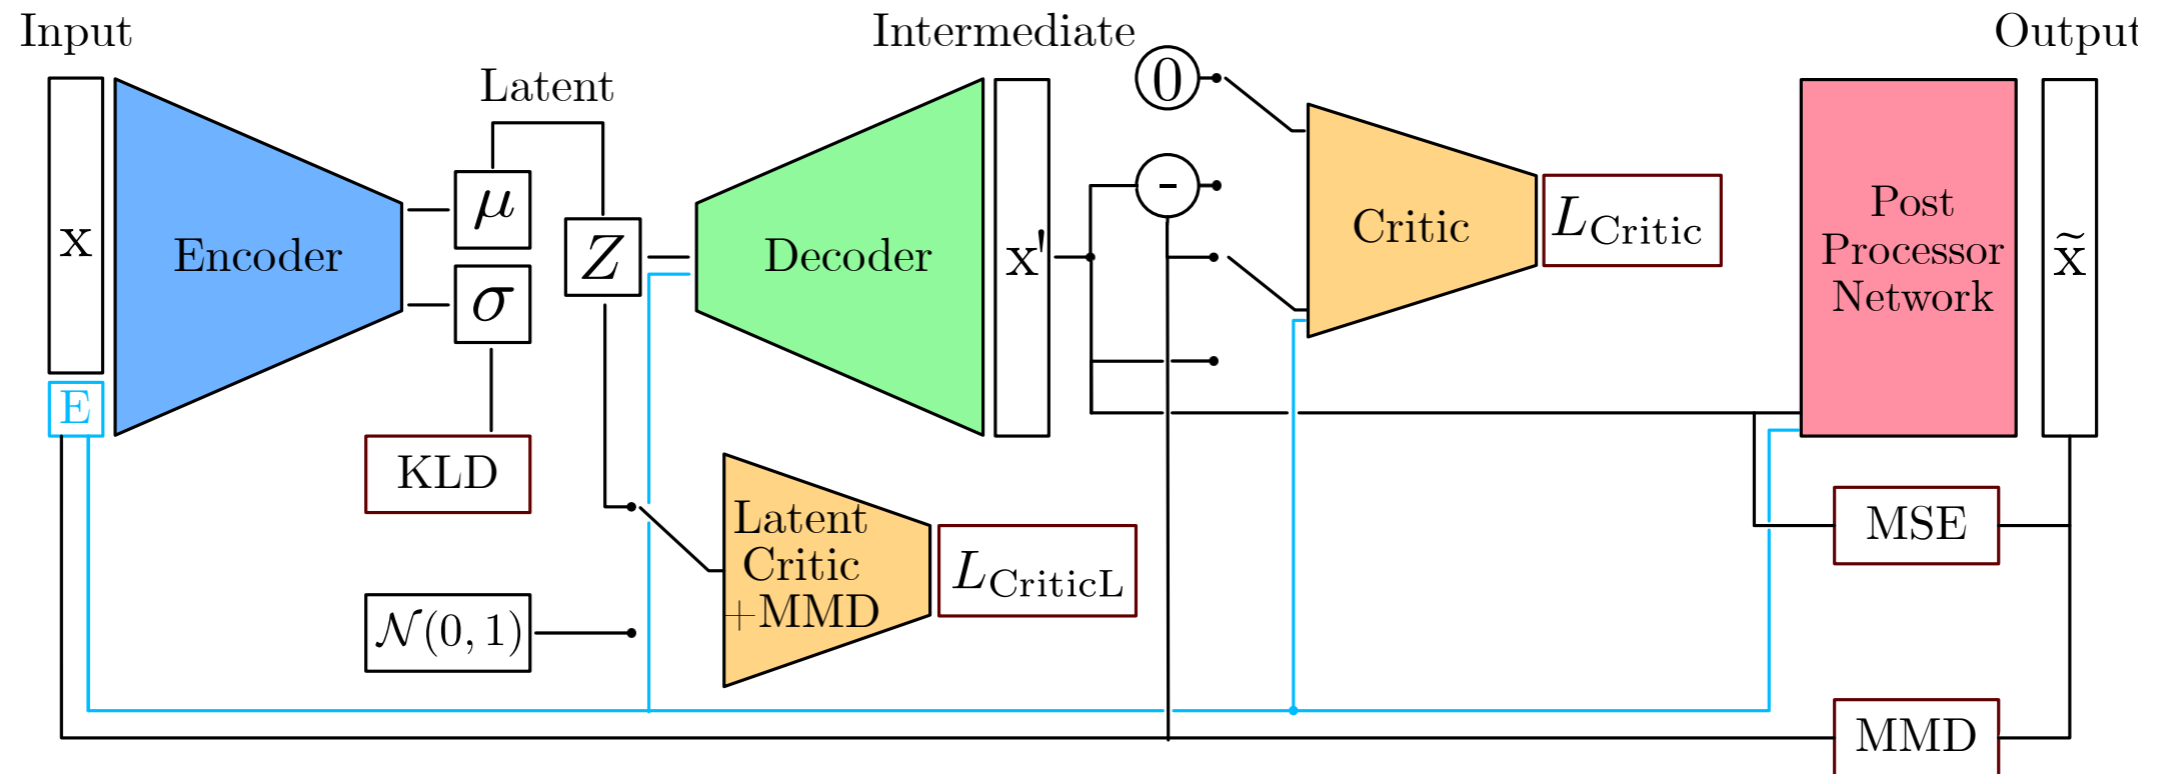 Input
Intermediate
Output
Latent
0
μ
-
x
Encoder
Z
Decoder
x'
Critic
L_Critic
Post
Processor
Network
x̃
σ
E
KLD
Latent
Critic
+MMD
L_CriticL
MSE
𝒩(0, 1)
MMD